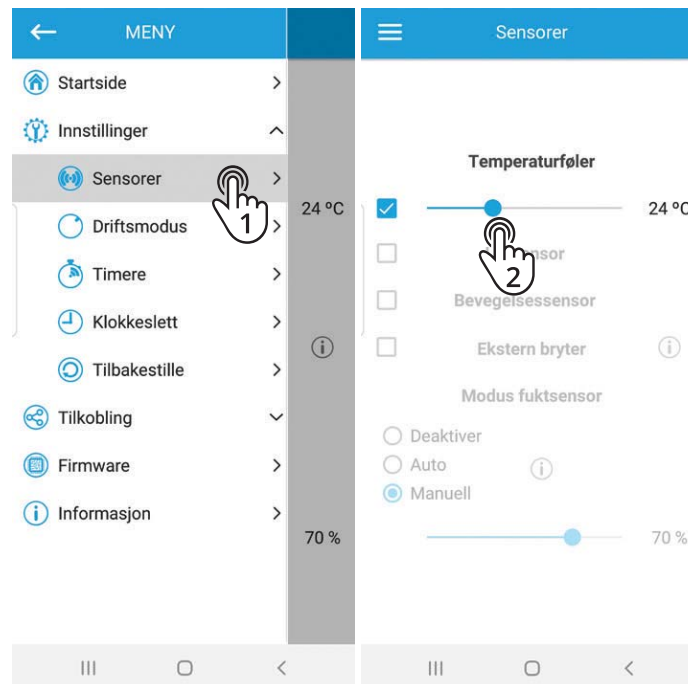 MENY
Startside
Innstillinger
Sensorer
1
Driftsmodus
Timere
Klokkeslett
Tilbakestille
Tilkobling
Firmware
Informasjon
24 ºC
70 %
Sensorer
Temperaturføler
24 ºC
2
Bevegelsessensor
Ekstern bryter
Modus fuktsensor
Deaktiver
Auto
Manuell
70 %